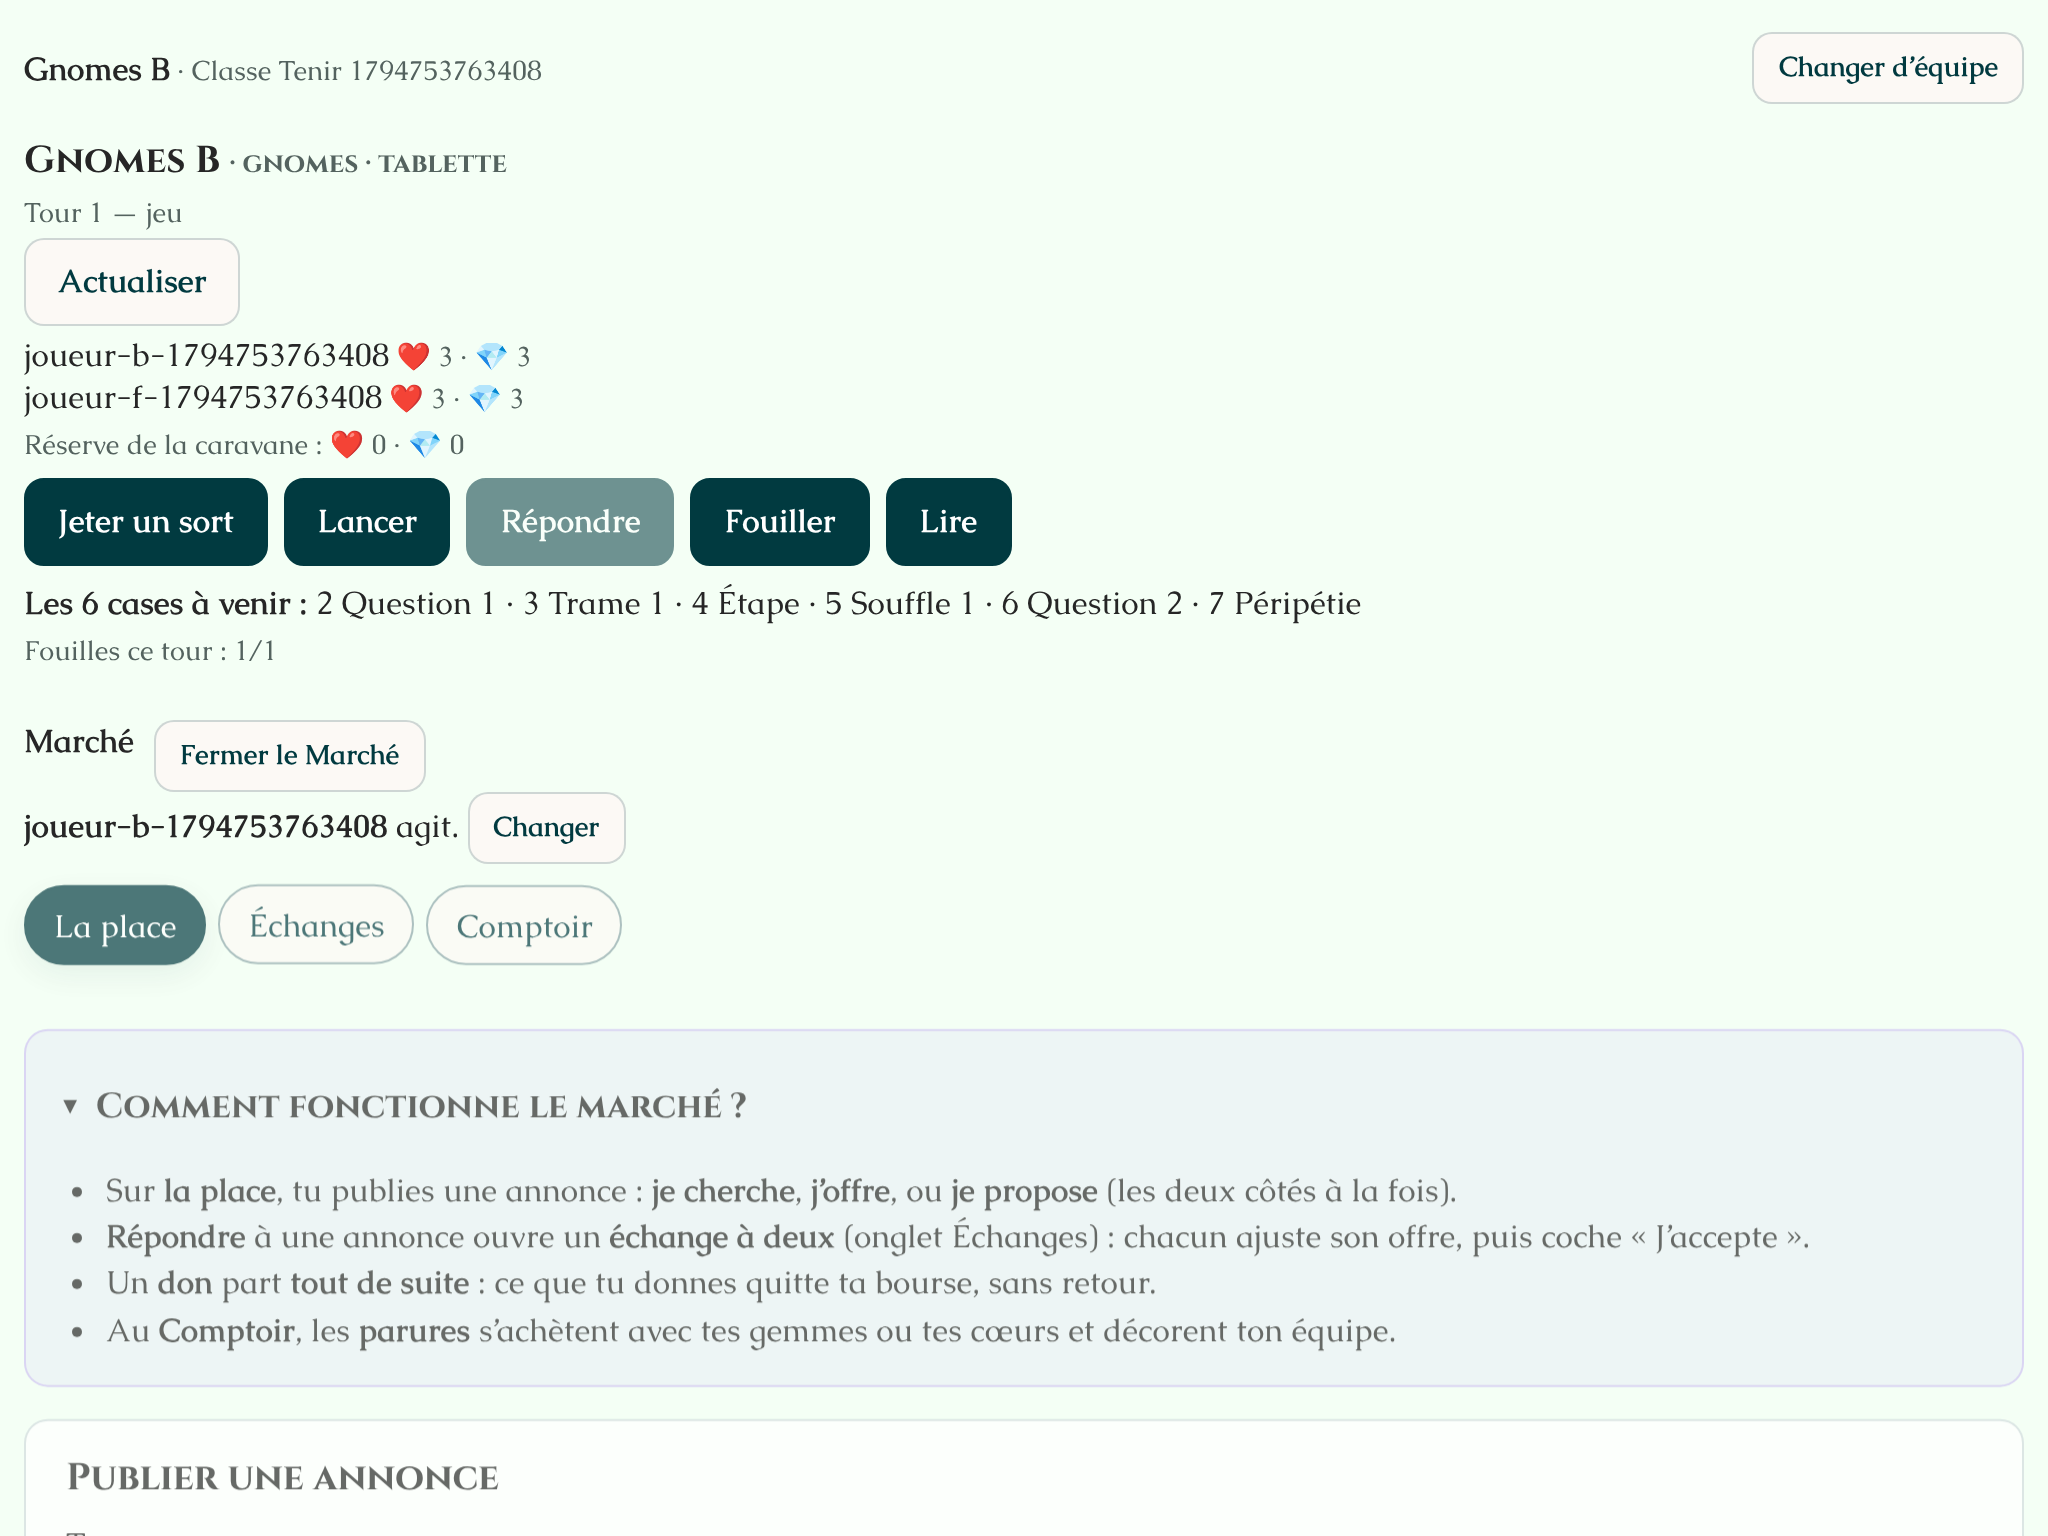 Gnomes B · Classe Tenir 1794753763408
Changer d’équipe
Gnomes B · gnomes · tablette
Tour 1 — jeu
Actualiser
joueur-b-1794753763408 ❤️ 3 · 💎 3
joueur-f-1794753763408 ❤️ 3 · 💎 3
Réserve de la caravane : ❤️ 0 · 💎 0
Jeter un sort
Lancer
Répondre
Fouiller
Lire
Les 6 cases à venir : 2 Question 1 · 3 Trame 1 · 4 Étape · 5 Souffle 1 · 6 Question 2 · 7 Péripétie
Fouilles ce tour : 1/1
Marché
Fermer le Marché
joueur-b-1794753763408 agit.
Changer
La place
Échanges
Comptoir
▼ Comment fonctionne le marché ?
• Sur la place, tu publies une annonce : je cherche, j’offre, ou je propose (les deux côtés à la fois).
• Répondre à une annonce ouvre un échange à deux (onglet Échanges) : chacun ajuste son offre, puis coche « J’accepte ».
• Un don part tout de suite : ce que tu donnes quitte ta bourse, sans retour.
• Au Comptoir, les parures s’achètent avec tes gemmes ou tes cœurs et décorent ton équipe.
Publier une annonce